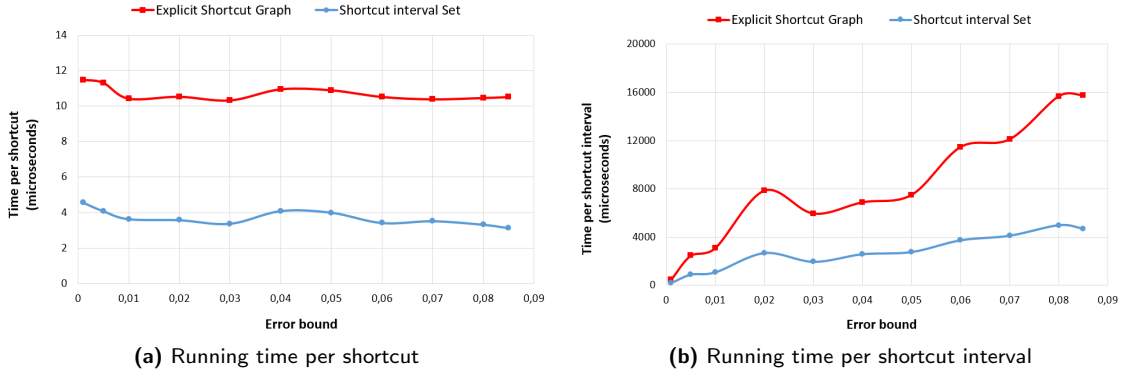 Explicit Shortcut Graph
Shortcut interval Set
14
12
10
8
6
4
2
0
Time per shortcut
(microseconds)
0
0,01
0,02
0,03
0,04
0,05
0,06
0,07
0,08
0,09
Error bound
(a) Running time per shortcut
Explicit Shortcut Graph
Shortcut interval Set
20000
16000
12000
8000
4000
0
Time per shortcut interval
(microseconds)
0
0,01
0,02
0,03
0,04
0,05
0,06
0,07
0,08
0,09
Error bound
(b) Running time per shortcut interval